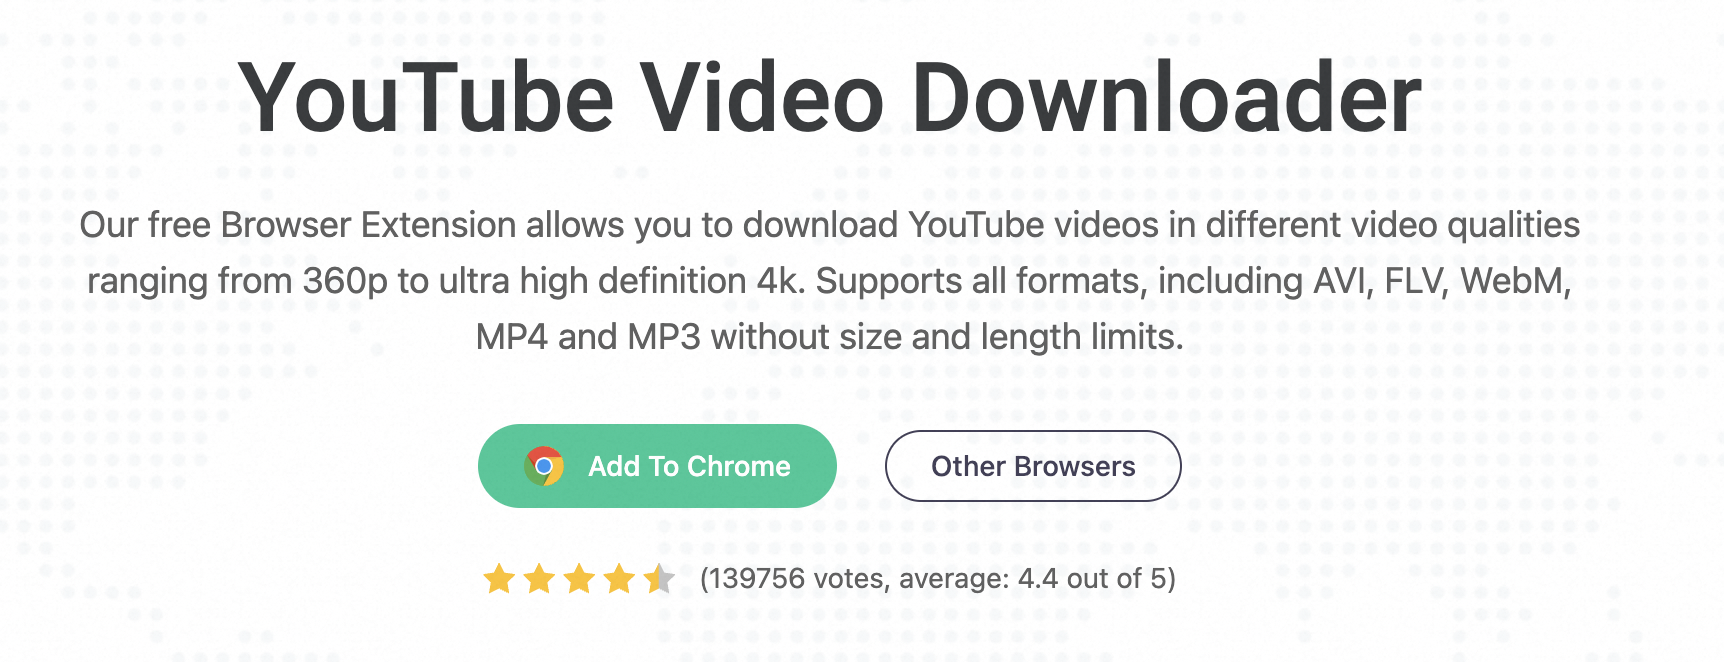 YouTube Video Downloader
Our free Browser Extension allows you to download YouTube videos in different video qualities
ranging from 360p to ultra high definition 4k. Supports all formats, including AVI, FLV, WebM,
MP4 and MP3 without size and length limits.
Add To Chrome
Other Browsers
(139756 votes, average: 4.4 out of 5)